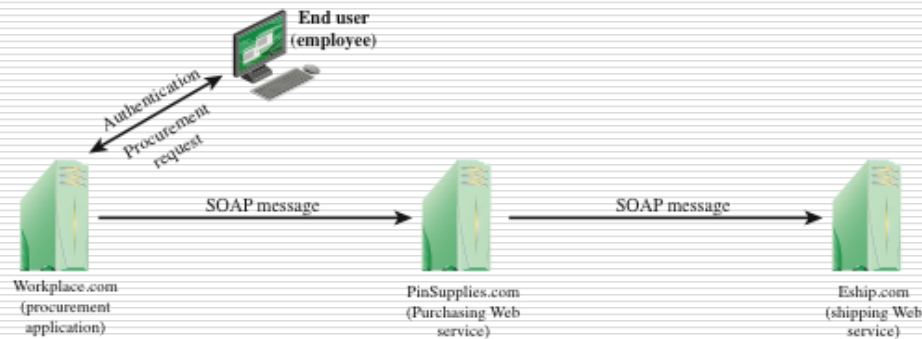 End user
(employee)
Authentication
Procurement
request
SOAP message
SOAP message
Workplace.com
(procurement
application)
PinSupplies.com
(Purchasing Web
service)
Eship.com
(shipping Web
service)